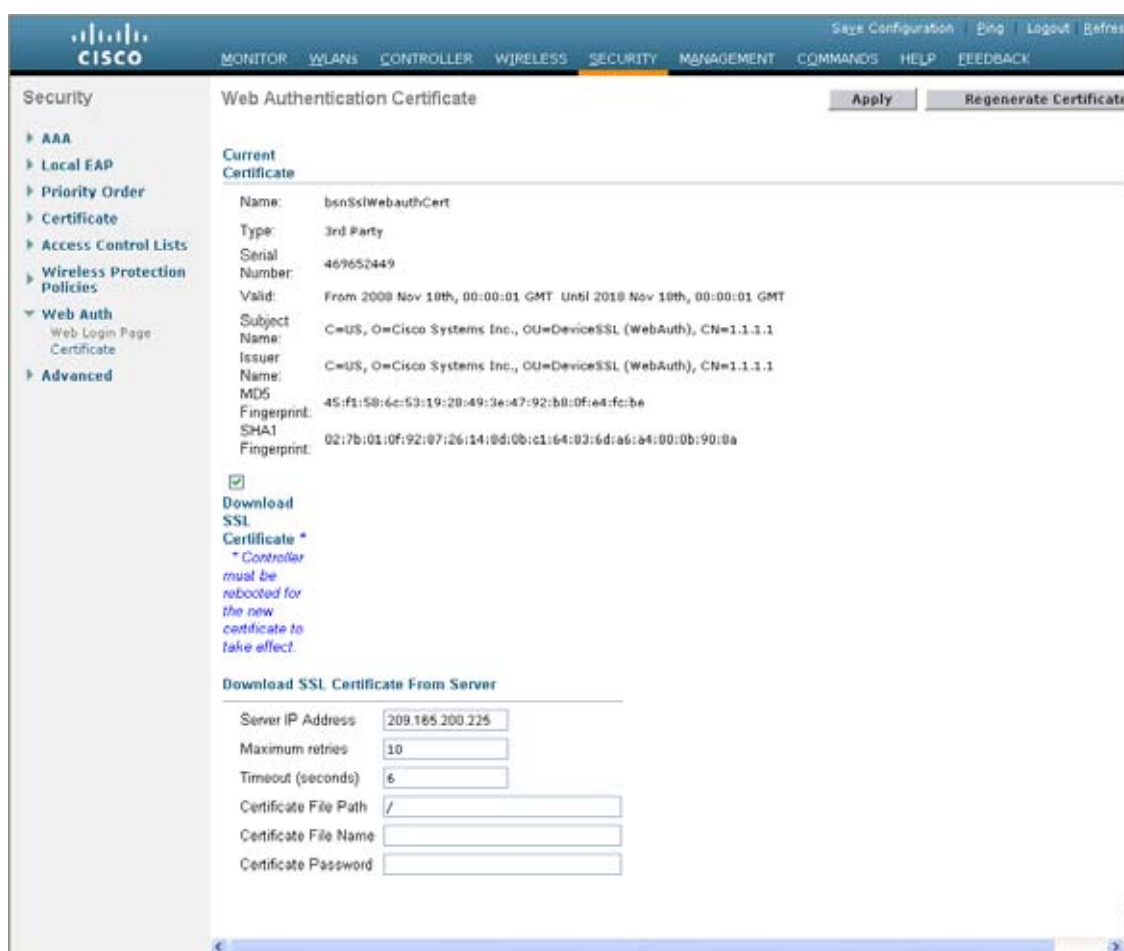 Save Configuration Ping Logout Refres
CISCO
MONITOR WLANs CONTROLLER WIRELESS SECURITY MANAGEMENT COMMANDS HELP FEEDBACK
Security
AAA
Local EAP
Priority Order
Certificate
Access Control Lists
Wireless Protection
Policies
Web Auth
Web Login Page
Certificate
Advanced
Web Authentication Certificate
Apply
Regenerate Certificate
Current
Certificate
Name: bsnSslWebauthCert
Type: 3rd Party
Serial
Number: 469652449
Valid: From 2008 Nov 18th, 00:00:01 GMT Until 2018 Nov 18th, 00:00:01 GMT
Subject
Name: C=US, O=Cisco Systems Inc., OU=DeviceSSL (WebAuth), CN=1.1.1.1
Issuer
Name: C=US, O=Cisco Systems Inc., OU=DeviceSSL (WebAuth), CN=1.1.1.1
MD5
Fingerprint:
SHA1
Fingerprint:
Download
SSL
Certificate *
* Controller
must be
rebooted for
the new
certificate to
take effect.
Download SSL Certificate From Server
Server IP Address 209.165.200.225
Maximum retries 10
Timeout (seconds) 6
Certificate File Path /
Certificate File Name
Certificate Password